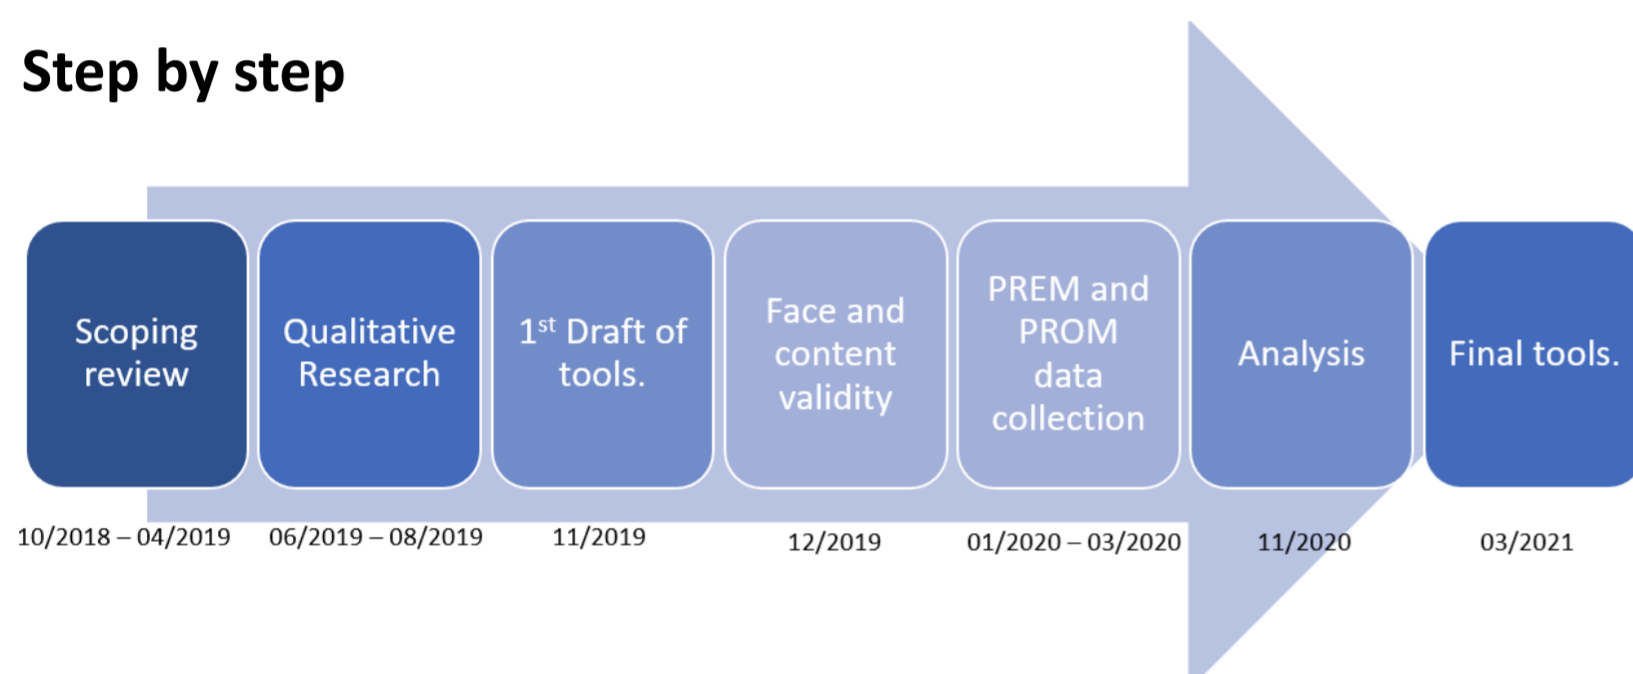 Step by step
Scoping
review
Qualitative
Research
1st Draft of
tools.
Face and
content
validity
PREM and
PROM
data
collection
Analysis
Final tools.
10/2018 – 04/2019
06/2019 – 08/2019
11/2019
12/2019
01/2020 – 03/2020
11/2020
03/2021